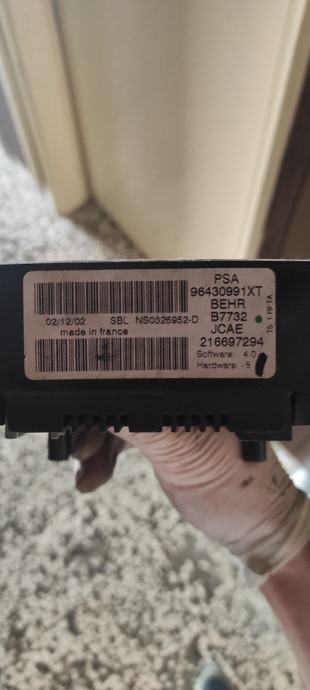 PSA
96430991XT
BEHR
02/12/02 SBL NS0326952-D B7732
made in france JCAE
216697294
Software: 4.0
Hardware: 5